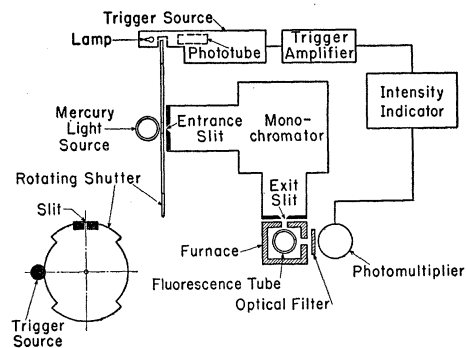 Trigger Source
Lamp
Phototube
Trigger
Amplifier
Intensity
Indicator
Mercury
Light
Source
Entrance
Slit
Mono-
chromator
Rotating Shutter
Slit
Exit
Slit
Furnace
Photomultiplier
Fluorescence Tube
Optical Filter
Trigger
Source